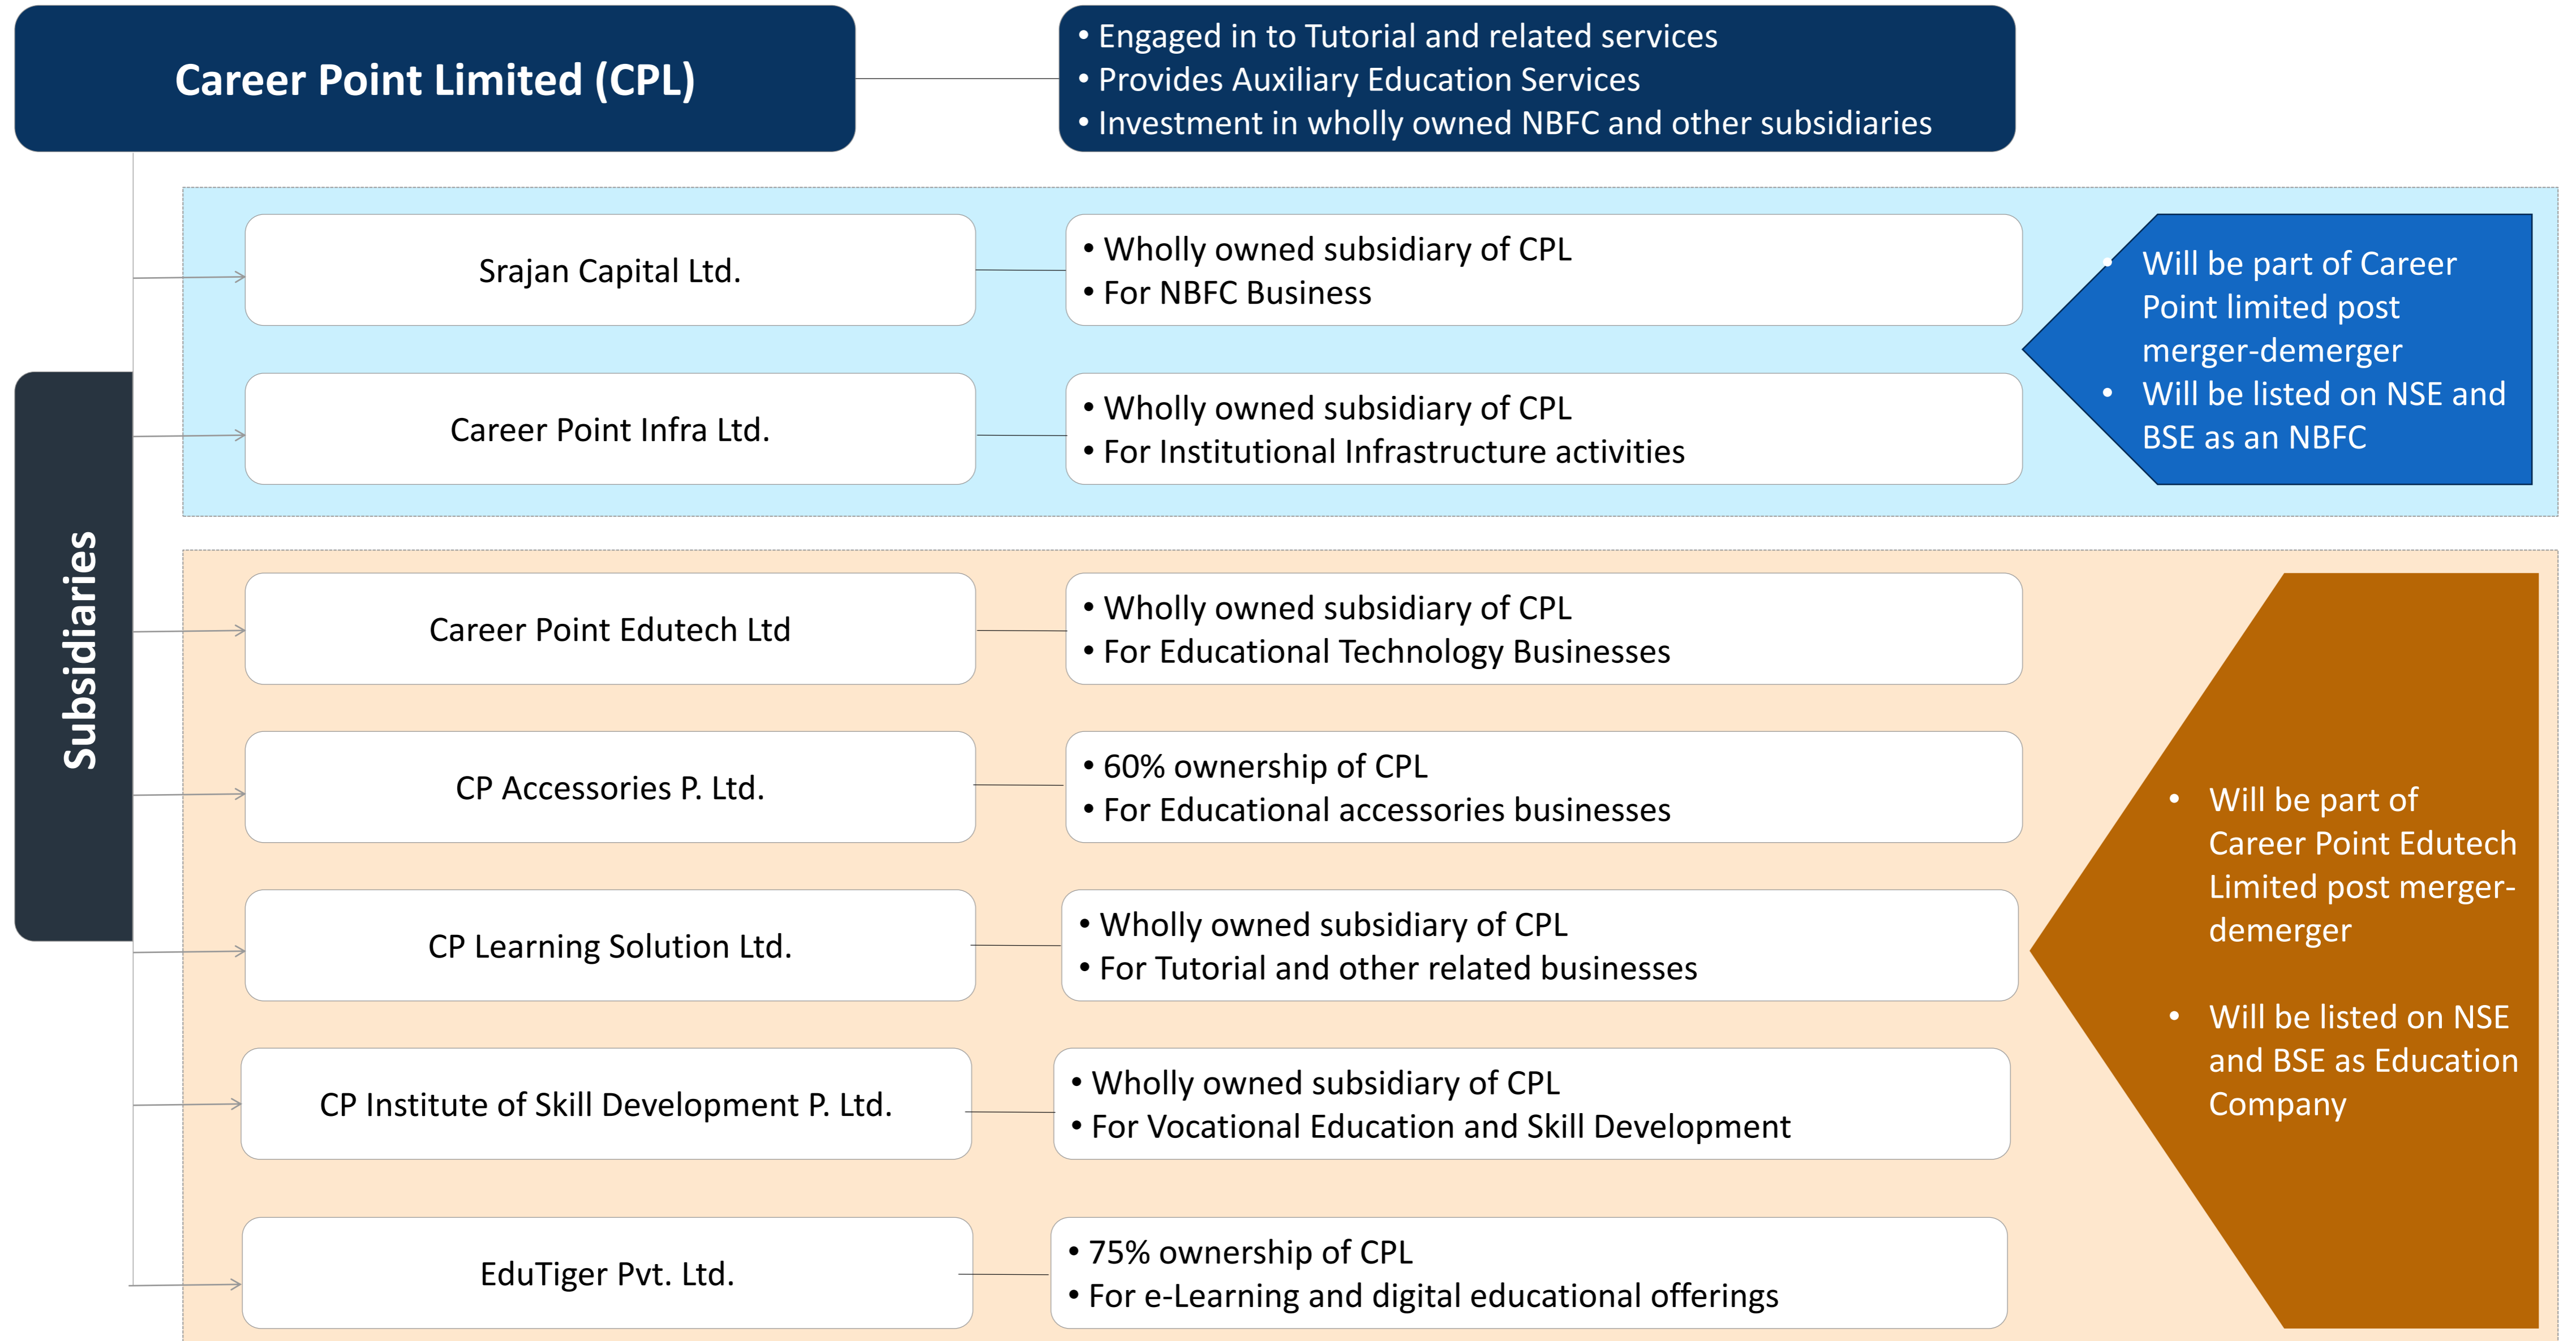 Career Point Limited (CPL)
• Engaged in to Tutorial and related services
• Provides Auxiliary Education Services
• Investment in wholly owned NBFC and other subsidiaries
Subsidiaries
Srajan Capital Ltd.
• Wholly owned subsidiary of CPL
• For NBFC Business
Career Point Infra Ltd.
• Wholly owned subsidiary of CPL
• For Institutional Infrastructure activities
• Will be part of Career
Point limited post
merger-demerger
• Will be listed on NSE and
BSE as an NBFC
Career Point Edutech Ltd
• Wholly owned subsidiary of CPL
• For Educational Technology Businesses
CP Accessories P. Ltd.
• 60% ownership of CPL
• For Educational accessories businesses
CP Learning Solution Ltd.
• Wholly owned subsidiary of CPL
• For Tutorial and other related businesses
CP Institute of Skill Development P. Ltd.
• Wholly owned subsidiary of CPL
• For Vocational Education and Skill Development
EduTiger Pvt. Ltd.
• 75% ownership of CPL
• For e-Learning and digital educational offerings
• Will be part of
Career Point Edutech
Limited post merger-
demerger
• Will be listed on NSE
and BSE as Education
Company